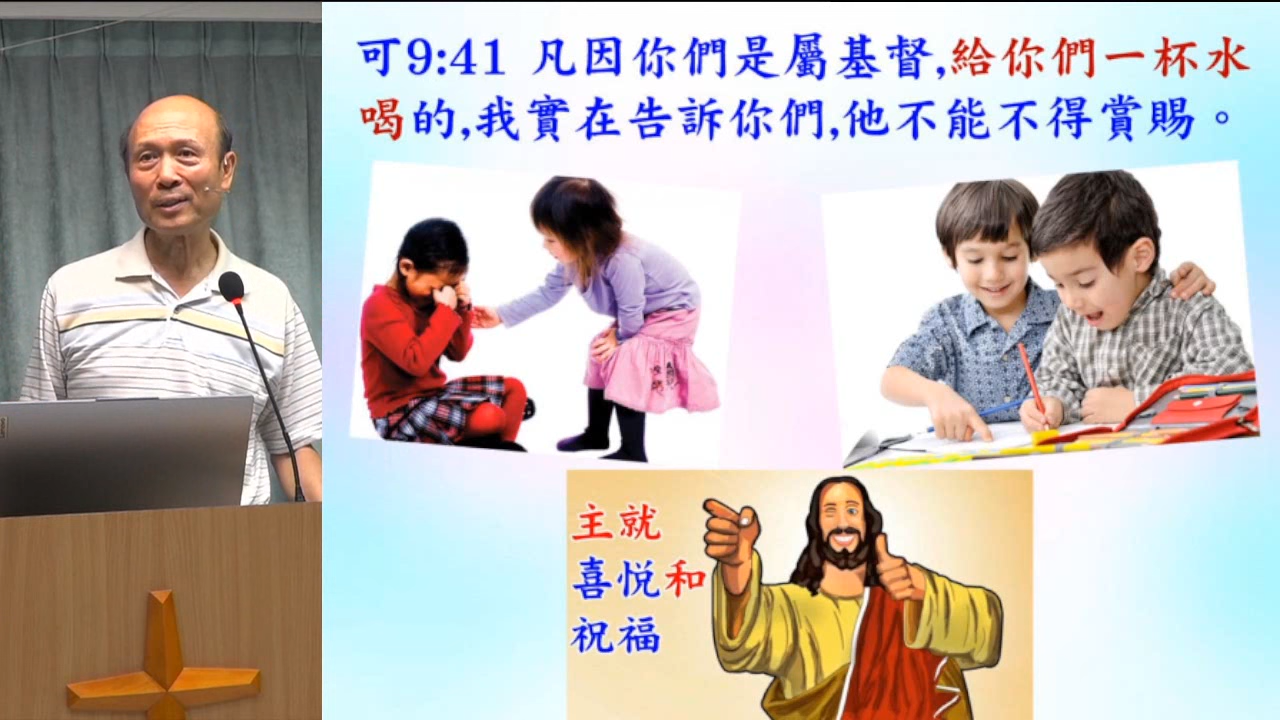 可9:41 凡因你們是屬基督,給你們一杯水
喝的,我實在告訴你們,他不能不得賞賜。
主就
喜悅和
祝福